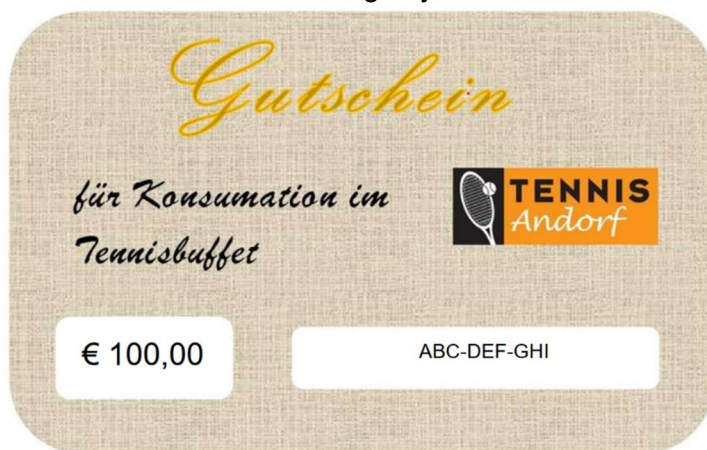 Gutschein
für Konsumation im
Tennisbuffet
TENNIS
Andorf
€ 100,00
ABC-DEF-GHI